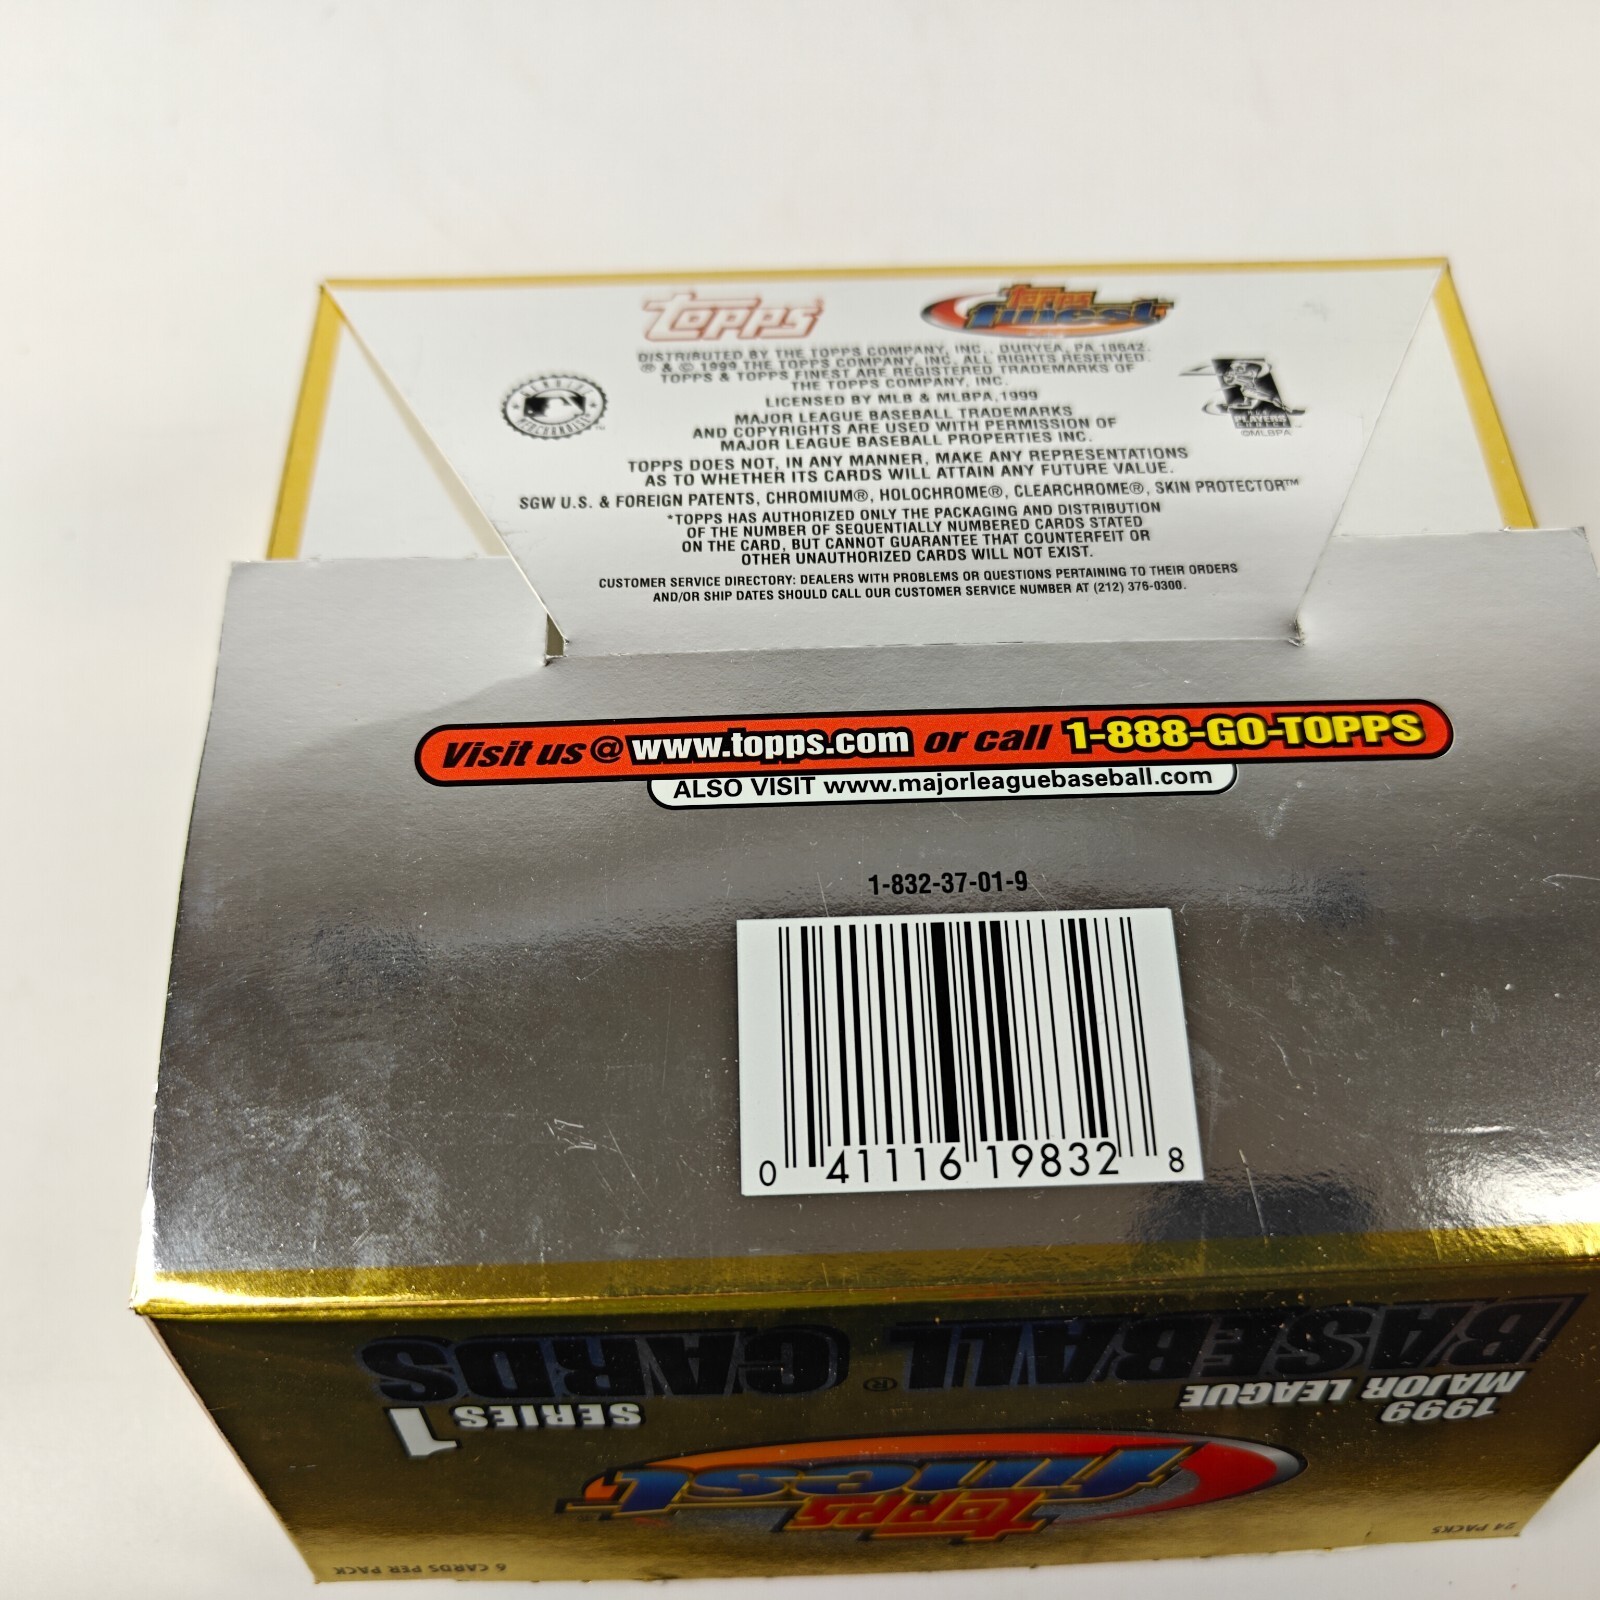 TOPPS
TOPPS finest
DISTRIBUTED BY THE TOPPS COMPANY, INC., DURYEA, PA 18642.
® & © 1999 THE TOPPS COMPANY, INC. ALL RIGHTS RESERVED.
TOPPS & TOPPS FINEST ARE REGISTERED TRADEMARKS OF
THE TOPPS COMPANY, INC.
LICENSED BY MLB & MLBPA, 1999
GENUINE MERCHANDISE ™
MAJOR LEAGUE BASEBALL TRADEMARKS
AND COPYRIGHTS ARE USED WITH PERMISSION OF
MAJOR LEAGUE BASEBALL PROPERTIES INC.
PLAYERS
CHOICE
©MLBPA
TOPPS DOES NOT, IN ANY MANNER, MAKE ANY REPRESENTATIONS
AS TO WHETHER ITS CARDS WILL ATTAIN ANY FUTURE VALUE.
SGW U.S. & FOREIGN PATENTS, CHROMIUM®, HOLOCHROME®, CLEARCHROME®, SKIN PROTECTOR™
*TOPPS HAS AUTHORIZED ONLY THE PACKAGING AND DISTRIBUTION
OF THE NUMBER OF SEQUENTIALLY NUMBERED CARDS STATED
ON THE CARD, BUT CANNOT GUARANTEE THAT COUNTERFEIT OR
OTHER UNAUTHORIZED CARDS WILL NOT EXIST.
CUSTOMER SERVICE DIRECTORY: DEALERS WITH PROBLEMS OR QUESTIONS PERTAINING TO THEIR ORDERS
AND/OR SHIP DATES SHOULD CALL OUR CUSTOMER SERVICE NUMBER AT (212) 376-0300.
Visit us @ www.topps.com or call 1-888-GO-TOPPS
ALSO VISIT www.majorleaguebaseball.com
1-832-37-01-9
0 41116 19832 8
24 PACKS
6 CARDS PER PACK
TOPPS
finest ®
1999
MAJOR LEAGUE
SERIES 1
BASEBALL® CARDS